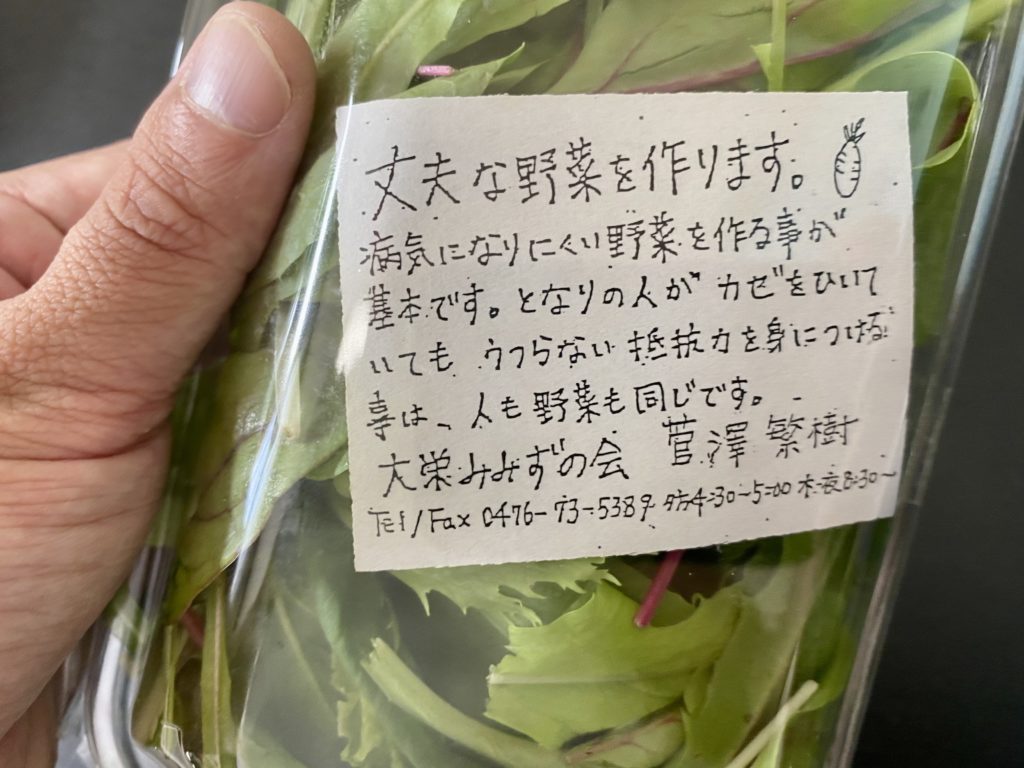 丈夫な野菜を作ります。
病気になりにくい野菜を作る事が
基本です。となりの人がカゼをひいて
いても うつらない 抵抗力を身につける
事は、人も野菜も同じです。
大栄みみずの会 菅澤 繁樹
Tel/Fax 0476-73-5389 夕方4:30~5:00 木・夜8:30~